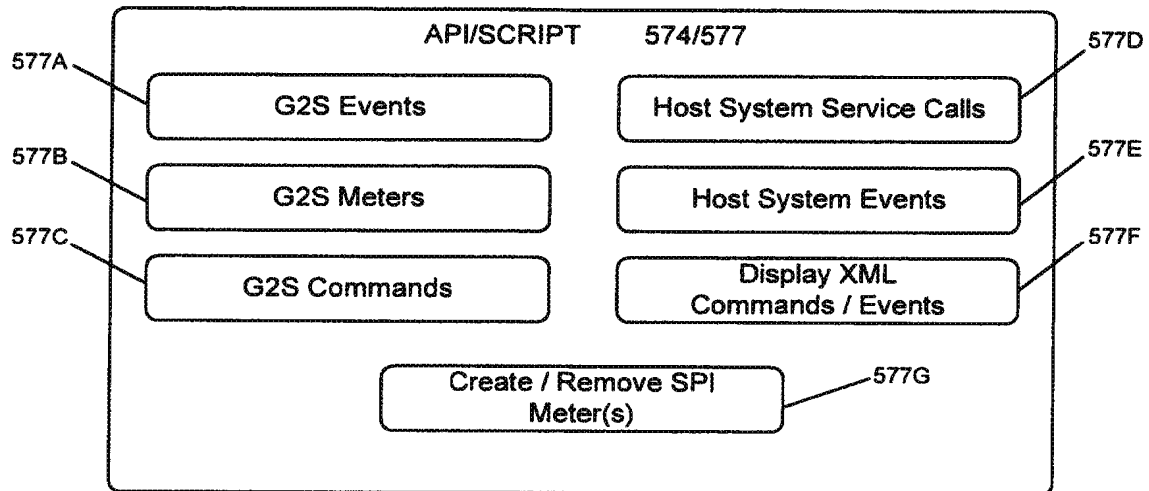 API/SCRIPT 574/577
577A
G2S Events
577B
G2S Meters
577C
G2S Commands
Host System Service Calls
577D
Host System Events
577E
Display XML
Commands / Events
577F
Create / Remove SPI
Meter(s)
577G